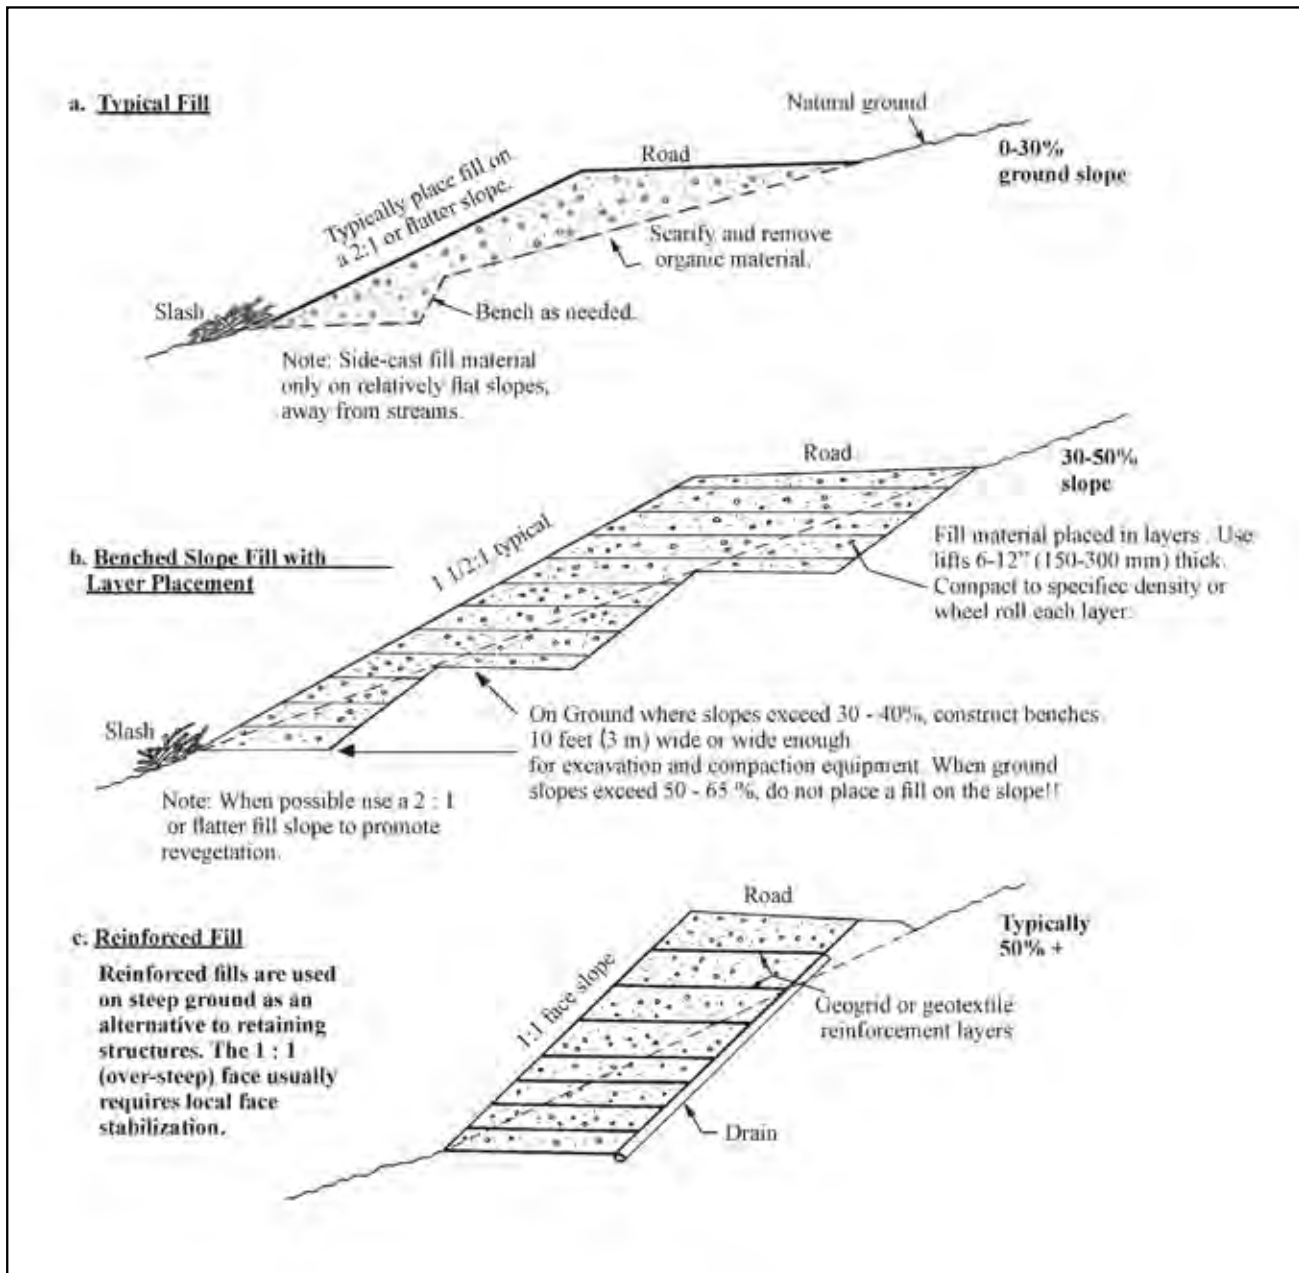 a. Typical Fill
Natural ground
Road
0-30%
ground slope
Typically place fill on
a 2:1 or flatter slope.
Scarify and remove
organic material.
Slash
Bench as needed.
Note: Side-cast fill material
only on relatively flat slopes,
away from streams.
Road
30-50%
slope
b. Benched Slope Fill with
Layer Placement
1 1/2:1 typical
Fill material placed in layers. Use
lifts 6-12" (150-300 mm) thick.
Compact to specified density or
wheel roll each layer.
Slash
On Ground where slopes exceed 30 - 40%, construct benches
10 feet (3 m) wide or wide enough
for excavation and compaction equipment. When ground
slopes exceed 50 - 65 %, do not place a fill on the slope!!
Note: When possible use a 2 : 1
or flatter fill slope to promote
revegetation.
Road
c. Reinforced Fill
Typically
50% +
Reinforced fills are used
on steep ground as an
alternative to retaining
structures. The 1 : 1
(over-steep) face usually
requires local face
stabilization.
1:1 face slope
Geogrid or geotextile
reinforcement layers
Drain